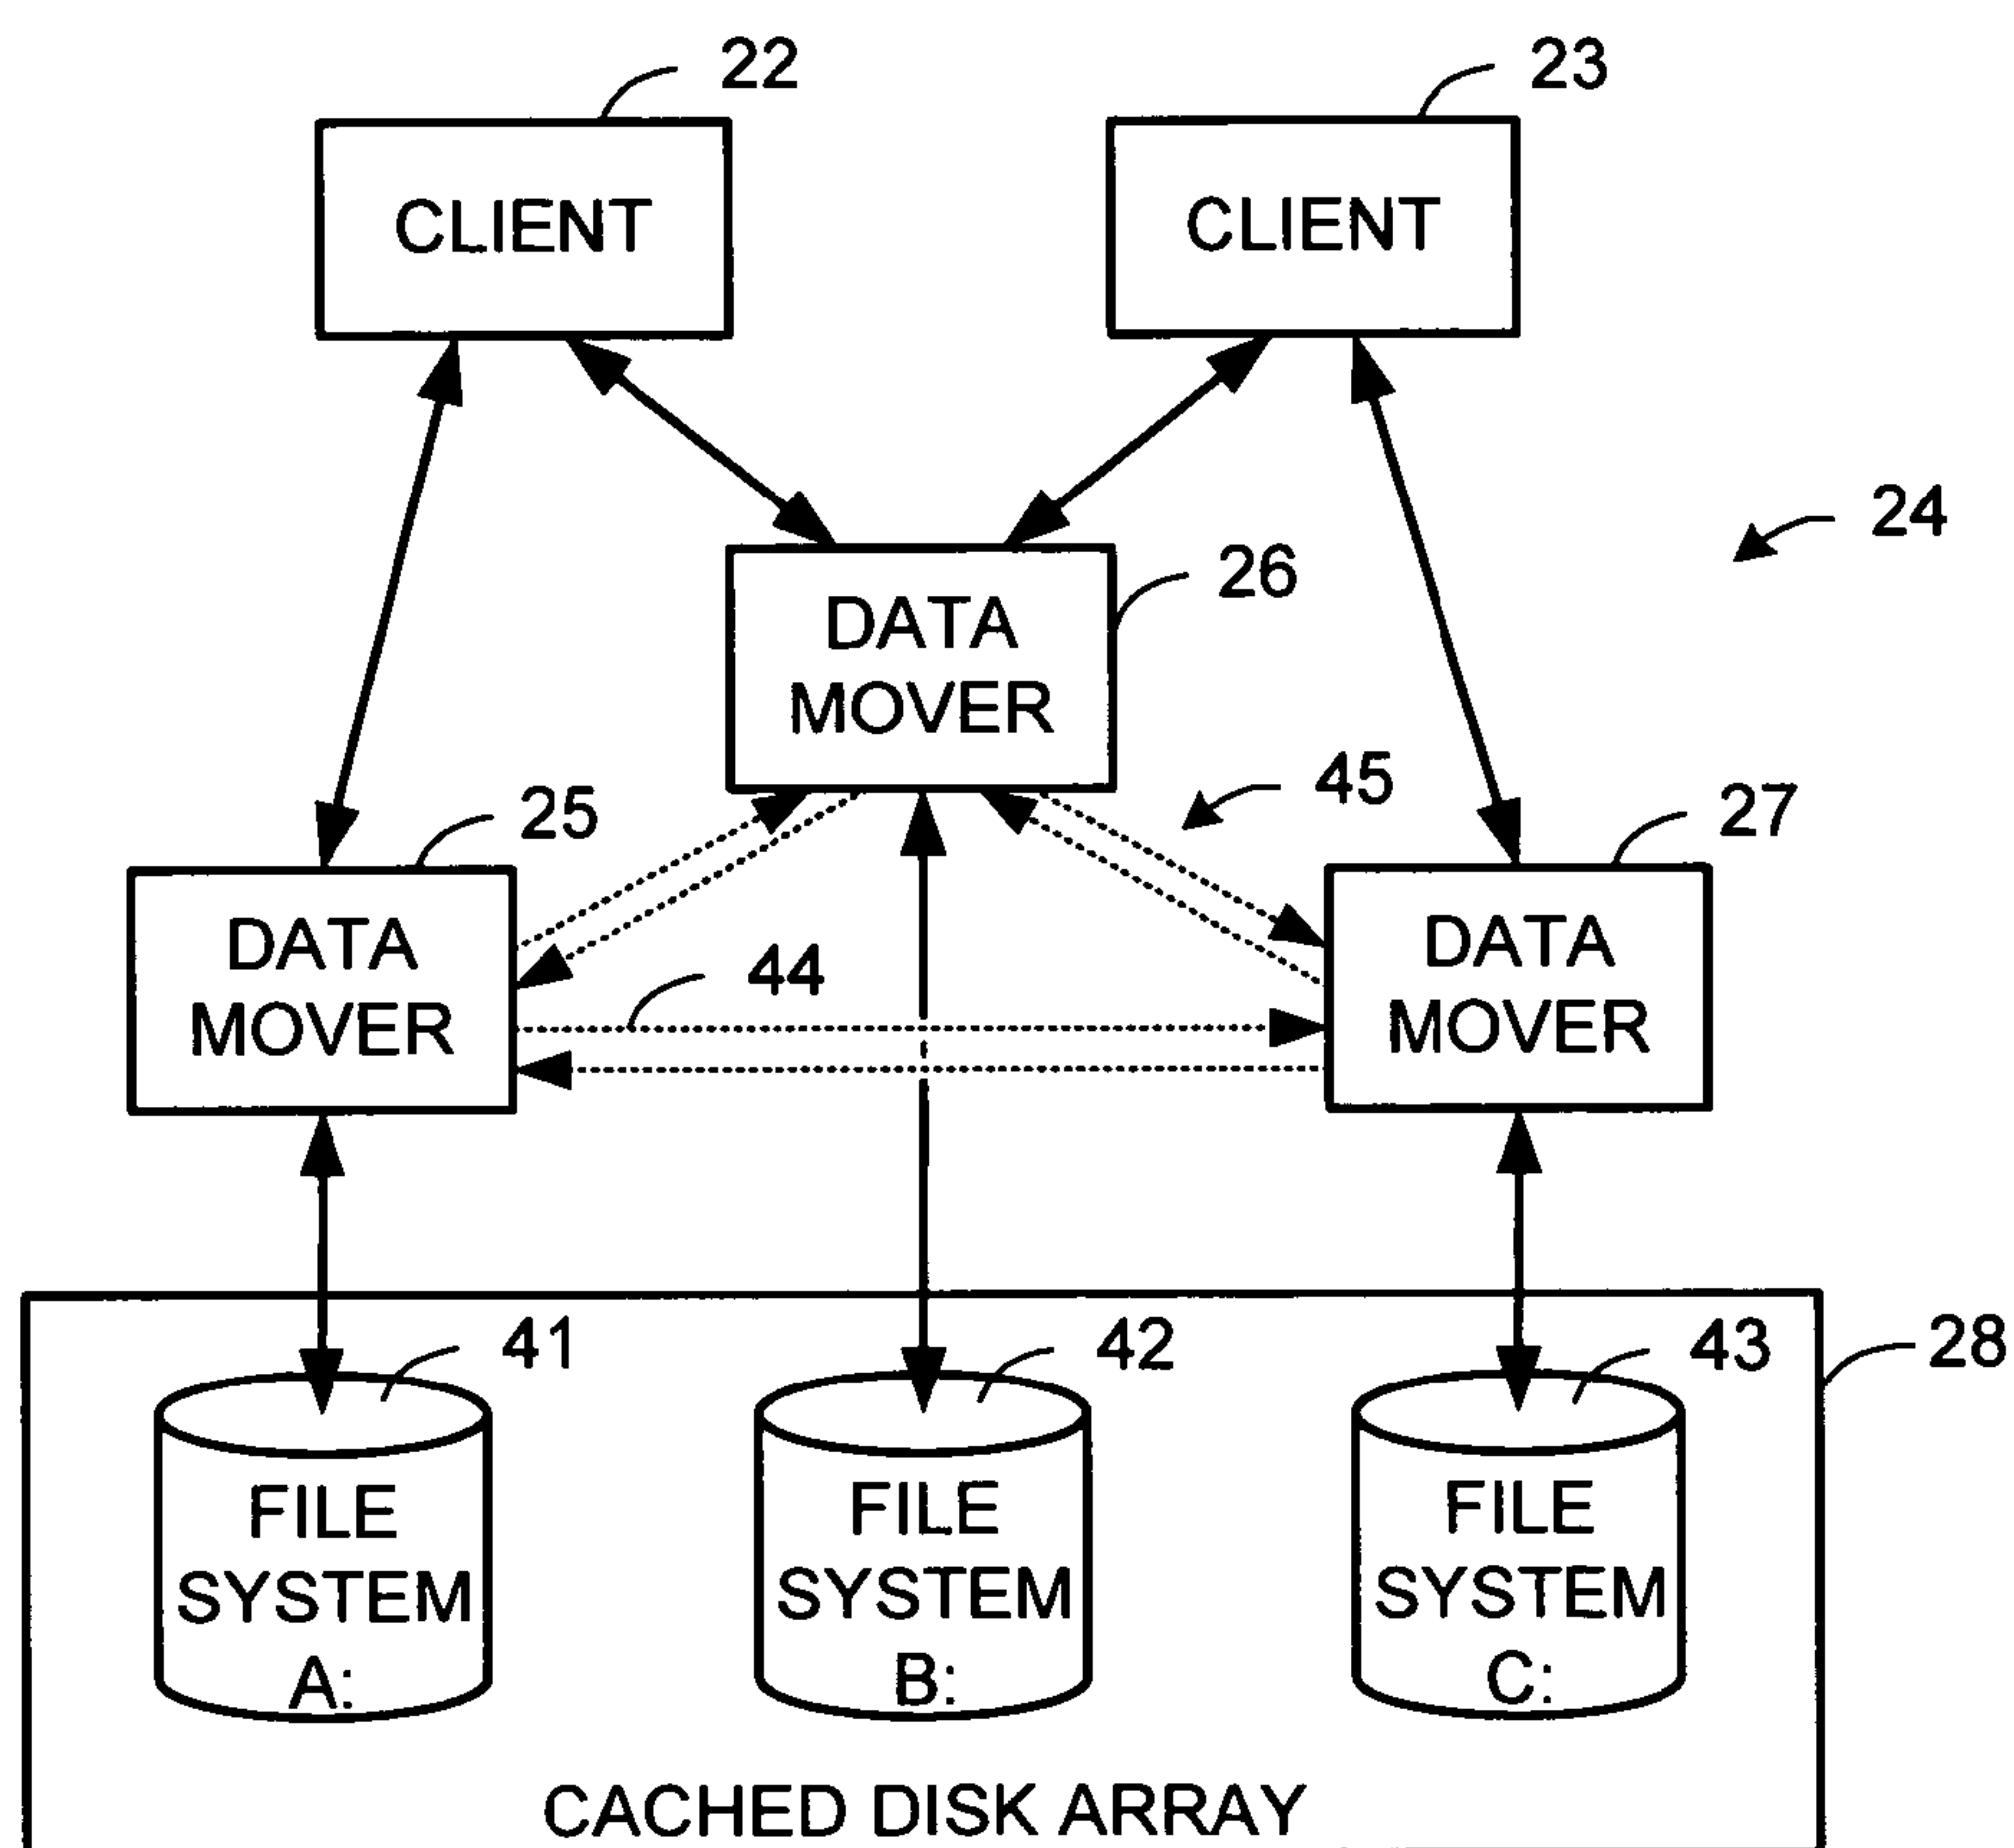 22
23
CLIENT
CLIENT
24
26
DATA
MOVER
45
25
27
DATA
MOVER
44
DATA
MOVER
41
42
43
28
FILE
SYSTEM
A:
FILE
SYSTEM
B:
FILE
SYSTEM
C:
CACHED DISK ARRAY